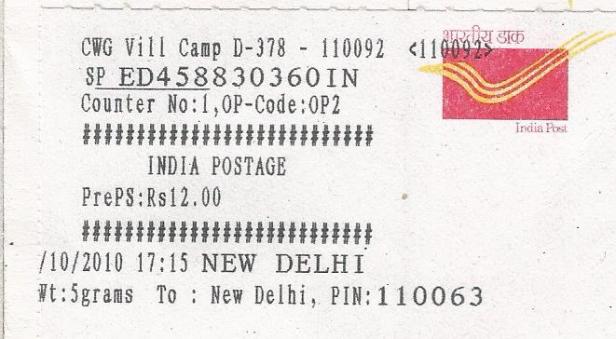 भारतीय डाक
CWG Vill Camp D-378 - 110092 <110092>
SP ED458830360IN
Counter No:1,OP-Code:OP2
###########################
INDIA POSTAGE
PrePS:Rs12.00
###########################
/10/2010 17:15 NEW DELHI
Wt:5grams To : New Delhi, PIN:110063
India Post